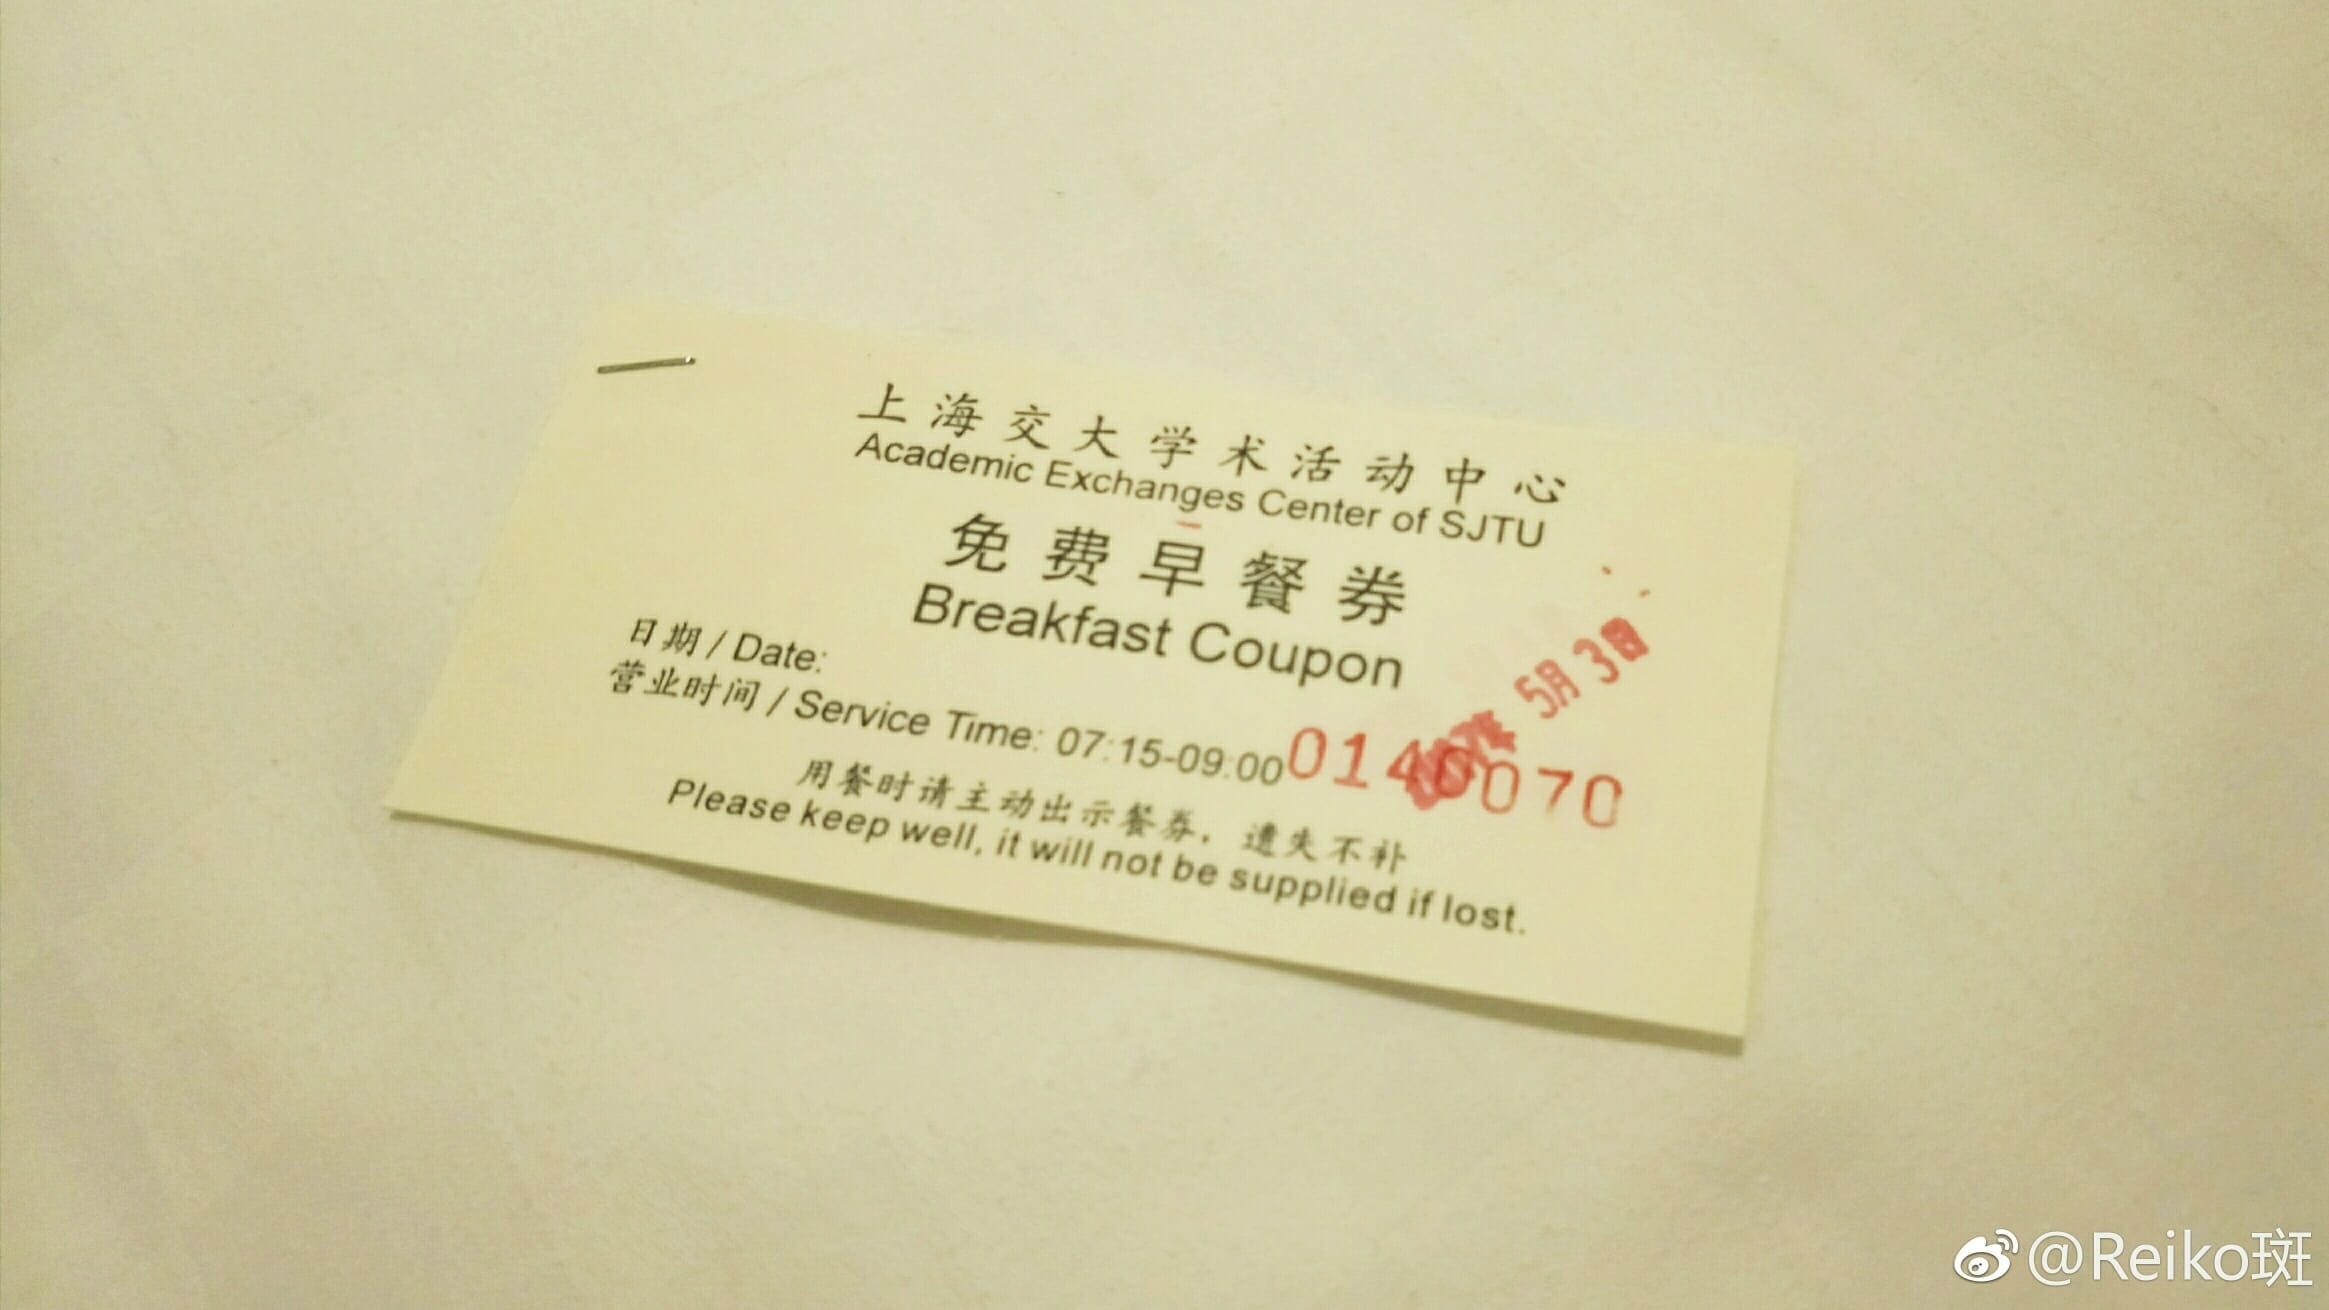 上海交大学术活动中心
Academic Exchanges Center of SJTU
免费早餐券
Breakfast Coupon
日期 / Date:
5月 3日
营业时间 / Service Time: 07:15-09:00
0140070
用餐时请主动出示餐券，遗失不补
Please keep well, it will not be supplied if lost.
@Reiko斑